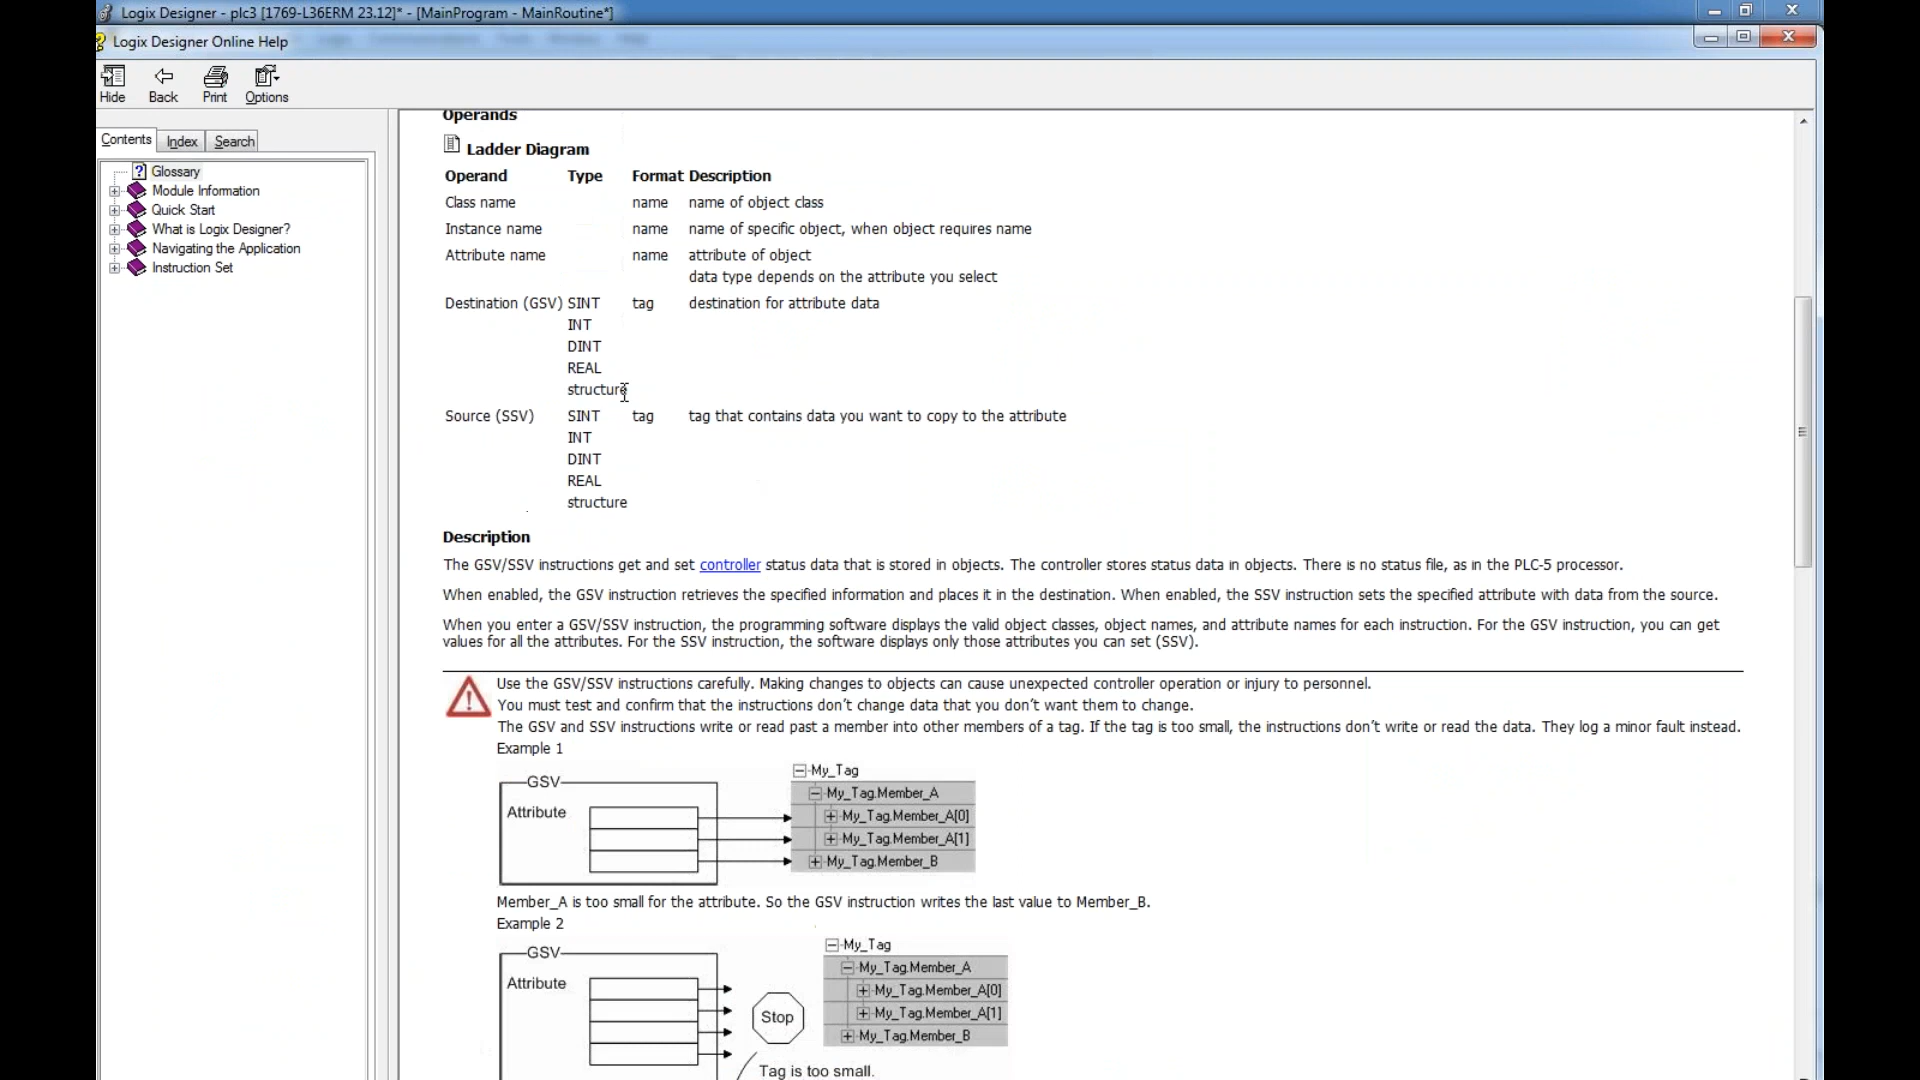 Logix Designer - plc3 [1769-L36ERM 23.12]* - [MainProgram - MainRoutine*]
Logix Designer Online Help
Hide Back Print Options
Contents Index Search
Glossary
Module Information
Quick Start
What is Logix Designer?
Navigating the Application
Instruction Set
Operands
Ladder Diagram
Operand Type Format Description
Class name name name of object class
Instance name name name of specific object, when object requires name
Attribute name name attribute of object
data type depends on the attribute you select
Destination (GSV) SINT tag destination for attribute data
INT
DINT
REAL
structure
Source (SSV) SINT tag tag that contains data you want to copy to the attribute
INT
DINT
REAL
structure
Description
The GSV/SSV instructions get and set controller status data that is stored in objects. The controller stores status data in objects. There is no status file, as in the PLC-5 processor.
When enabled, the GSV instruction retrieves the specified information and places it in the destination. When enabled, the SSV instruction sets the specified attribute with data from the source.
When you enter a GSV/SSV instruction, the programming software displays the valid object classes, object names, and attribute names for each instruction. For the GSV instruction, you can get
values for all the attributes. For the SSV instruction, the software displays only those attributes you can set (SSV).
Use the GSV/SSV instructions carefully. Making changes to objects can cause unexpected controller operation or injury to personnel.
You must test and confirm that the instructions don't change data that you don't want them to change.
The GSV and SSV instructions write or read past a member into other members of a tag. If the tag is too small, the instructions don't write or read the data. They log a minor fault instead.
Example 1
GSV
Attribute
My_Tag
My_Tag.Member_A
My_Tag.Member_A[0]
My_Tag.Member_A[1]
My_Tag.Member_B
Member_A is too small for the attribute. So the GSV instruction writes the last value to Member_B.
Example 2
GSV
Attribute
Stop
My_Tag
My_Tag.Member_A
My_Tag.Member_A[0]
My_Tag.Member_A[1]
My_Tag.Member_B
Tag is too small.